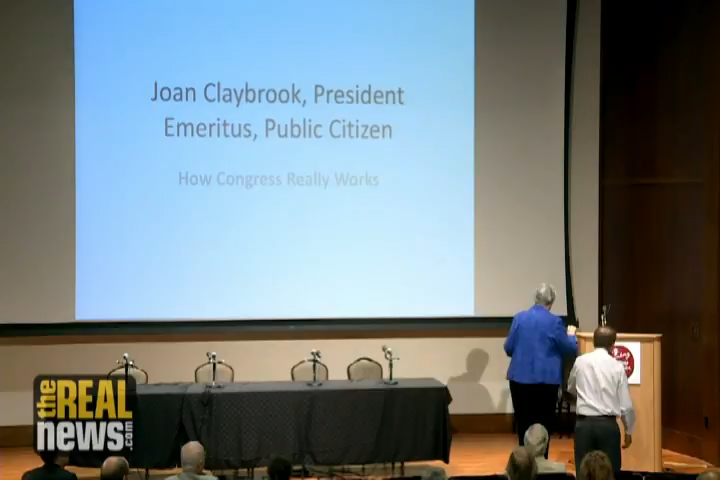 Joan Claybrook, President
Emeritus, Public Citizen
How Congress Really Works
the REAL
news.com